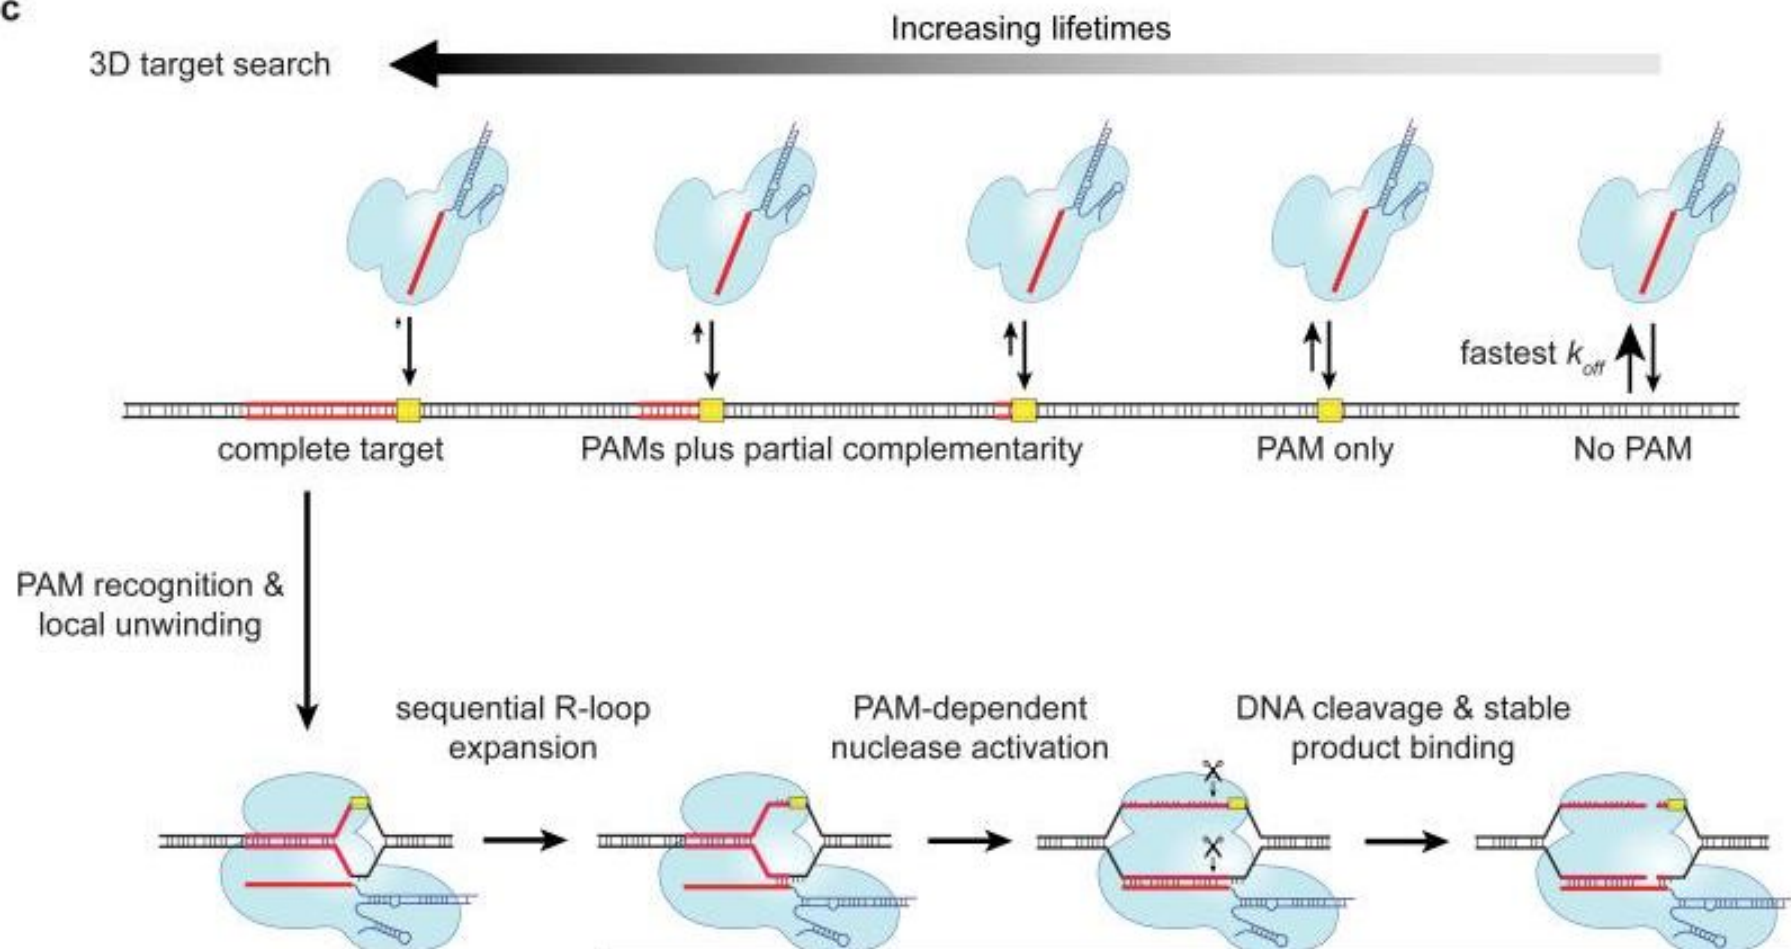 c
Increasing lifetimes
3D target search
fastest k_off
complete target
PAMs plus partial complementarity
PAM only
No PAM
PAM recognition &
local unwinding
sequential R-loop
expansion
PAM-dependent
nuclease activation
DNA cleavage & stable
product binding